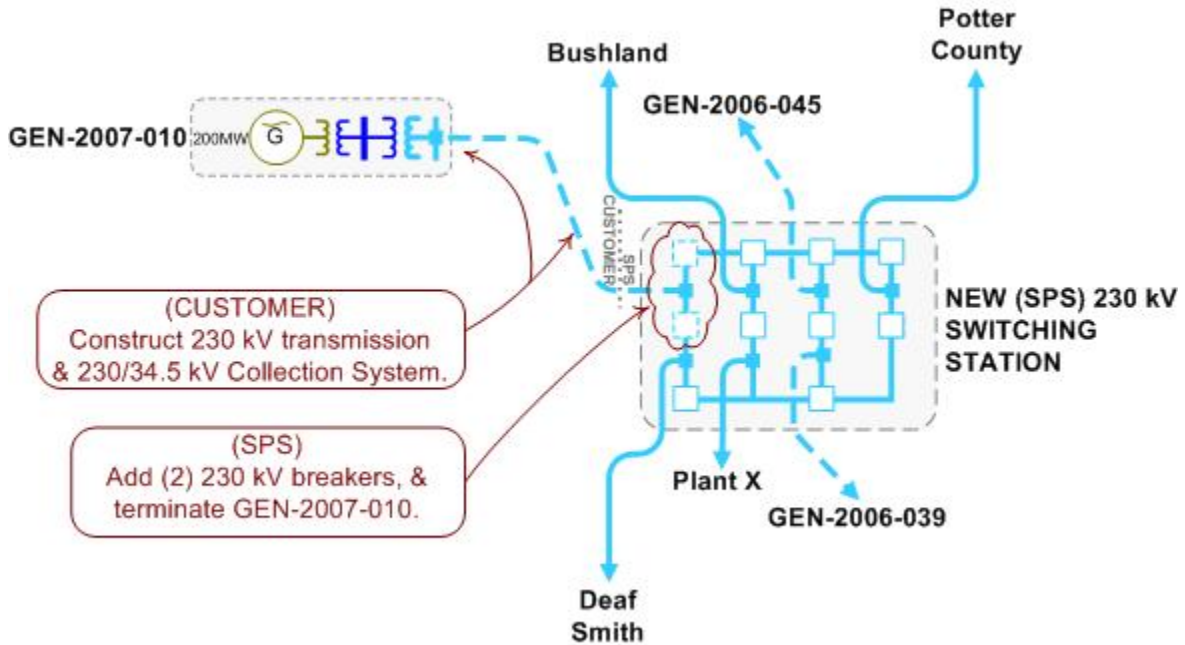 Potter
County
Bushland
GEN-2006-045
GEN-2007-010
200MW
G
CUSTOMER
SPS
(CUSTOMER)
Construct 230 kV transmission
& 230/34.5 kV Collection System.
NEW (SPS) 230 kV
SWITCHING
STATION
(SPS)
Add (2) 230 kV breakers, &
terminate GEN-2007-010.
Plant X
GEN-2006-039
Deaf
Smith